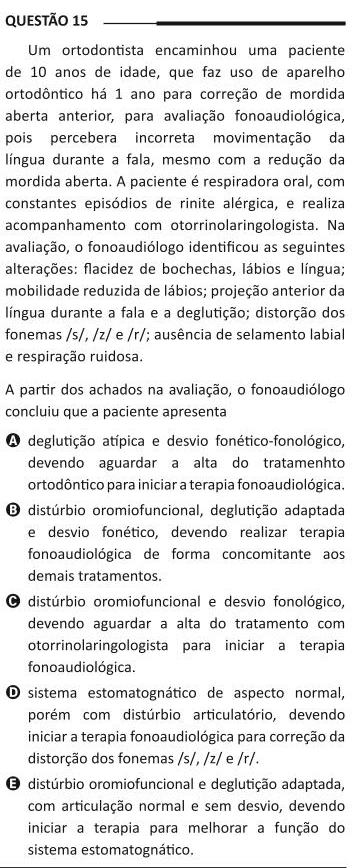 QUESTÃO 15
Um ortodontista encaminhou uma paciente
de 10 anos de idade, que faz uso de aparelho
ortodôntico há 1 ano para correção de mordida
aberta anterior, para avaliação fonoaudiológica,
pois percebera incorreta movimentação da
língua durante a fala, mesmo com a redução da
mordida aberta. A paciente é respiradora oral, com
constantes episódios de rinite alérgica, e realiza
acompanhamento com otorrinolaringologista. Na
avaliação, o fonoaudiólogo identificou as seguintes
alterações: flacidez de bochechas, lábios e língua;
mobilidade reduzida de lábios; projeção anterior da
língua durante a fala e a deglutição; distorção dos
fonemas /s/, /z/ e /r/; ausência de selamento labial
e respiração ruidosa.
A partir dos achados na avaliação, o fonoaudiólogo
concluiu que a paciente apresenta
A deglutição atípica e desvio fonético-fonológico,
devendo aguardar a alta do tratamenhto
ortodôntico para iniciar a terapia fonoaudiológica.
B distúrbio oromiofuncional, deglutição adaptada
e desvio fonético, devendo realizar terapia
fonoaudiológica de forma concomitante aos
demais tratamentos.
C distúrbio oromiofuncional e desvio fonológico,
devendo aguardar a alta do tratamento com
otorrinolaringologista para iniciar a terapia
fonoaudiológica.
D sistema estomatognático de aspecto normal,
porém com distúrbio articulatório, devendo
iniciar a terapia fonoaudiológica para correção da
distorção dos fonemas /s/, /z/ e /r/.
E distúrbio oromiofuncional e deglutição adaptada,
com articulação normal e sem desvio, devendo
iniciar a terapia para melhorar a função do
sistema estomatognático.